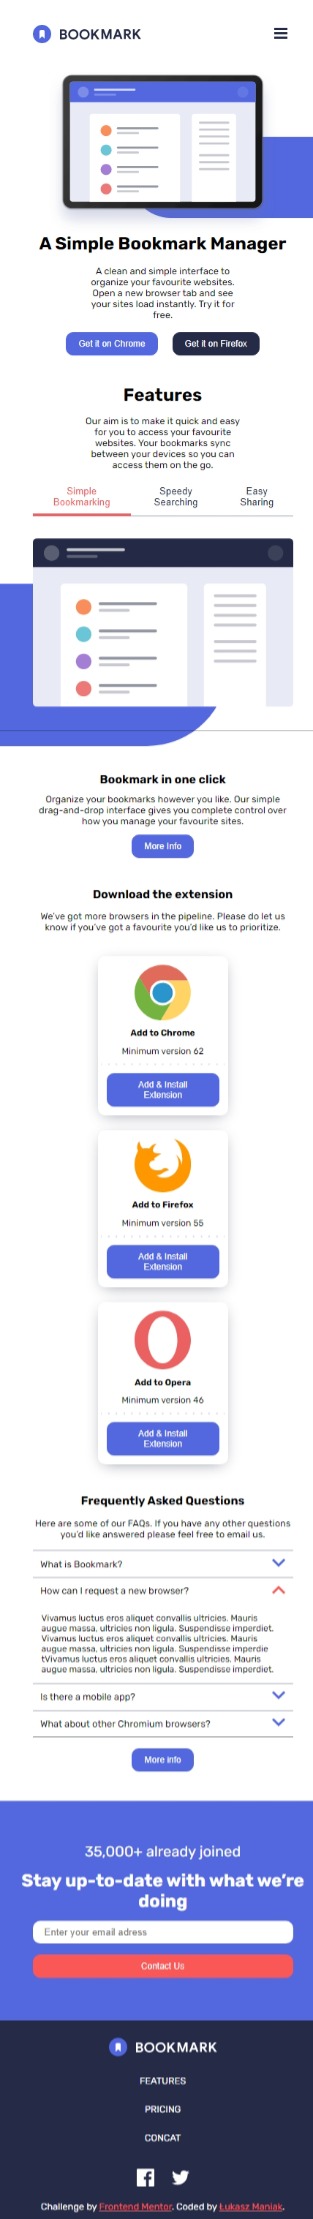 BOOKMARK
A Simple Bookmark Manager
A clean and simple interface to
organize your favourite websites.
Open a new browser tab and see
your sites load instantly. Try it for
free.
Get it on Chrome
Get it on Firefox
Features
Our aim is to make it quick and easy
for you to access your favourite
websites. Your bookmarks sync
between your devices so you can
access them on the go.
Simple
Bookmarking
Speedy
Searching
Easy
Sharing
Bookmark in one click
Organize your bookmarks however you like. Our simple
drag-and-drop interface gives you complete control over
how you manage your favourite sites.
More Info
Download the extension
We've got more browsers in the pipeline. Please do let us
know if you've got a favourite you'd like us to prioritize.
Add to Chrome
Minimum version 62
Add & Install
Extension
Add to Firefox
Minimum version 55
Add & Install
Extension
Add to Opera
Minimum version 46
Add & Install
Extension
Frequently Asked Questions
Here are some of our FAQs. If you have any other questions
you'd like answered please feel free to email us.
What is Bookmark?
How can I request a new browser?
Vivamus luctus eros aliquet convallis ultricies. Mauris
augue massa, ultricies non ligula. Suspendisse imperdiet.
Vivamus luctus eros aliquet convallis ultricies. Mauris
augue massa, ultricies non ligula. Suspendisse imperdie
tVivamus luctus eros aliquet convallis ultricies. Mauris
augue massa, ultricies non ligula. Suspendisse imperdiet.
Is there a mobile app?
What about other Chromium browsers?
More info
35,000+ already joined
Stay up-to-date with what we're
doing
Enter your email adress
Contact Us
BOOKMARK
FEATURES
PRICING
CONCAT
Challenge by Frontend Mentor. Coded by Łukasz Maniak.